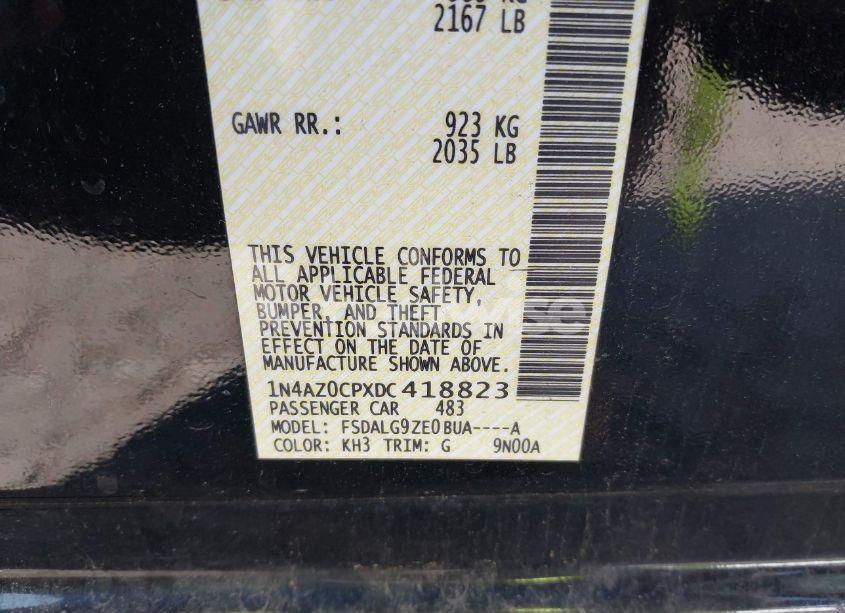 2167 LB
GAWR RR.: 923 KG
2035 LB
THIS VEHICLE CONFORMS TO
ALL APPLICABLE FEDERAL
MOTOR VEHICLE SAFETY,
BUMPER, AND THEFT
PREVENTION STANDARDS IN
EFFECT ON THE DATE OF
MANUFACTURE SHOWN ABOVE.
1N4AZ0CPXDC418823
PASSENGER CAR 483
MODEL: FSDALG9ZE0BUA----A
COLOR: KH3 TRIM: G 9N00A